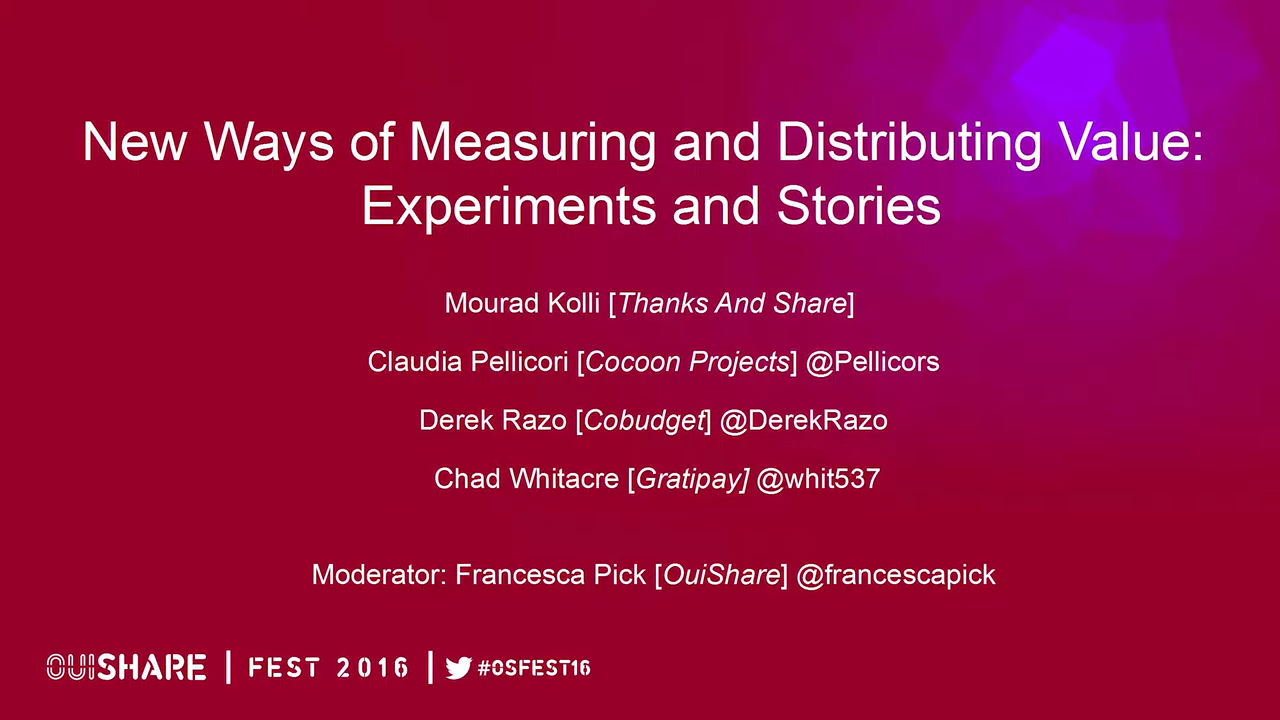 New Ways of Measuring and Distributing Value:
Experiments and Stories
Mourad Kolli [Thanks And Share]
Claudia Pellicori [Cocoon Projects] @Pellicors
Derek Razo [Cobudget] @DerekRazo
Chad Whitacre [Gratipay] @whit537
Moderator: Francesca Pick [OuiShare] @francescapick
OUISHARE | FEST 2016 | #OSFEST16